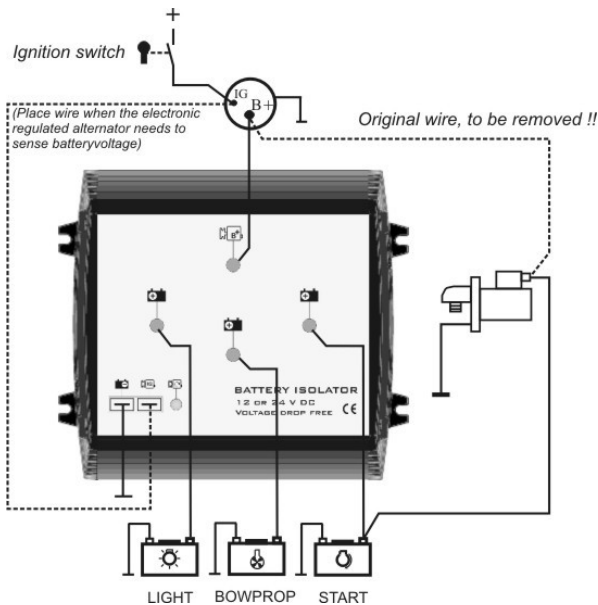 +
Ignition switch
IG
B+
(Place wire when the electronic
regulated alternator needs to
sense batteryvoltage)
Original wire, to be removed !!
B+
BATTERY ISOLATOR
12 OR 24 V DC
VOLTAGE DROP FREE CE
LIGHT BOWPROP START